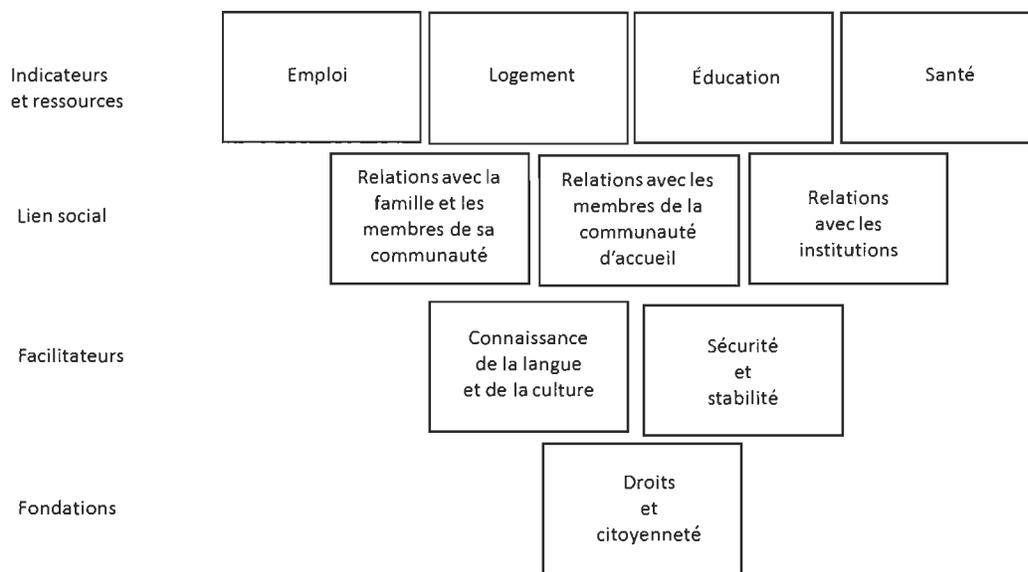 Indicateurs
et ressources
Emploi
Logement
Éducation
Santé
Lien social
Relations avec la
famille et les
membres de sa
communauté
Relations avec les
membres de la
communauté
d'accueil
Relations
avec les
institutions
Facilitateurs
Connaissance
de la langue
et de la culture
Sécurité
et
stabilité
Fondations
Droits
et
citoyenneté